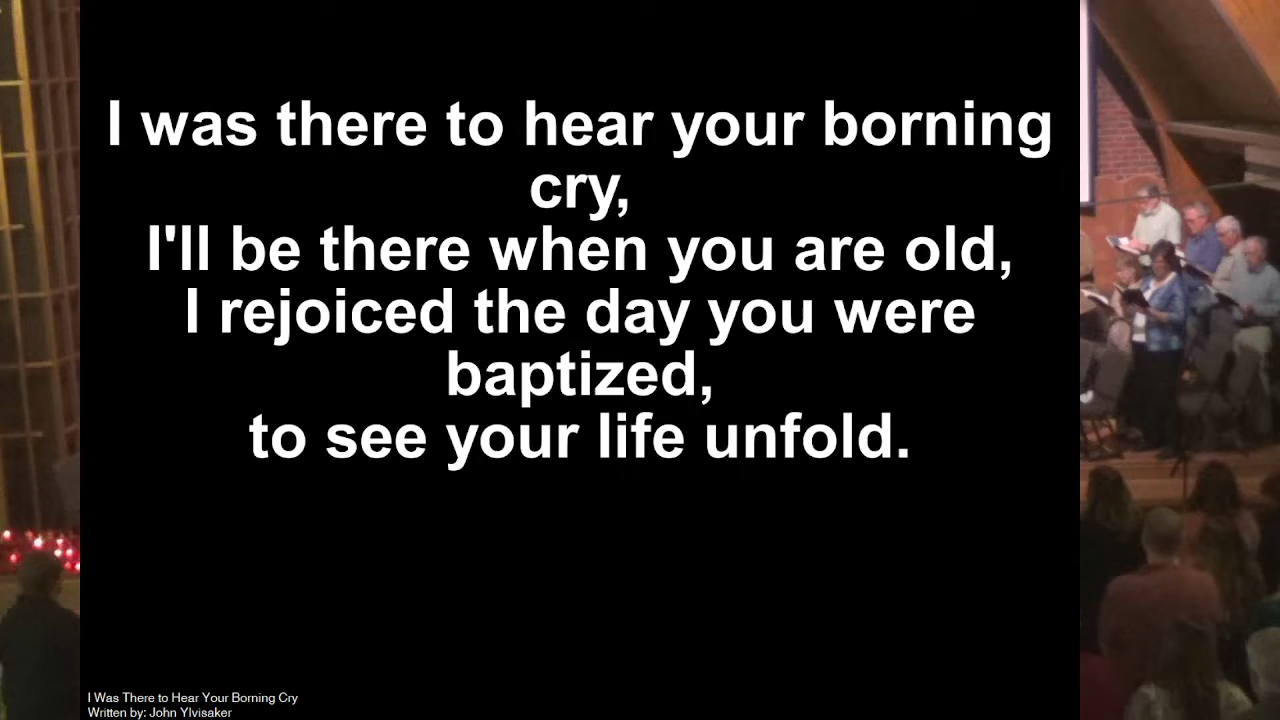 I was there to hear your borning
cry,
I'll be there when you are old,
I rejoiced the day you were
baptized,
to see your life unfold.
I Was There to Hear Your Borning Cry
Written by: John Ylvisaker